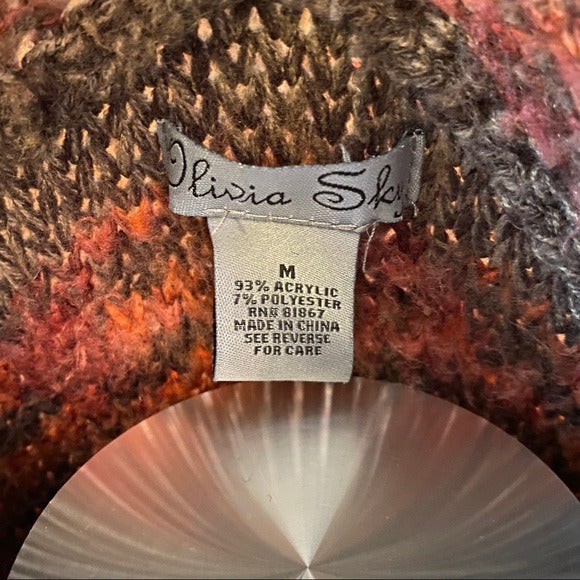 Olivia Sky
M
93% ACRYLIC
7% POLYESTER
RN# 81867
MADE IN CHINA
SEE REVERSE
FOR CARE